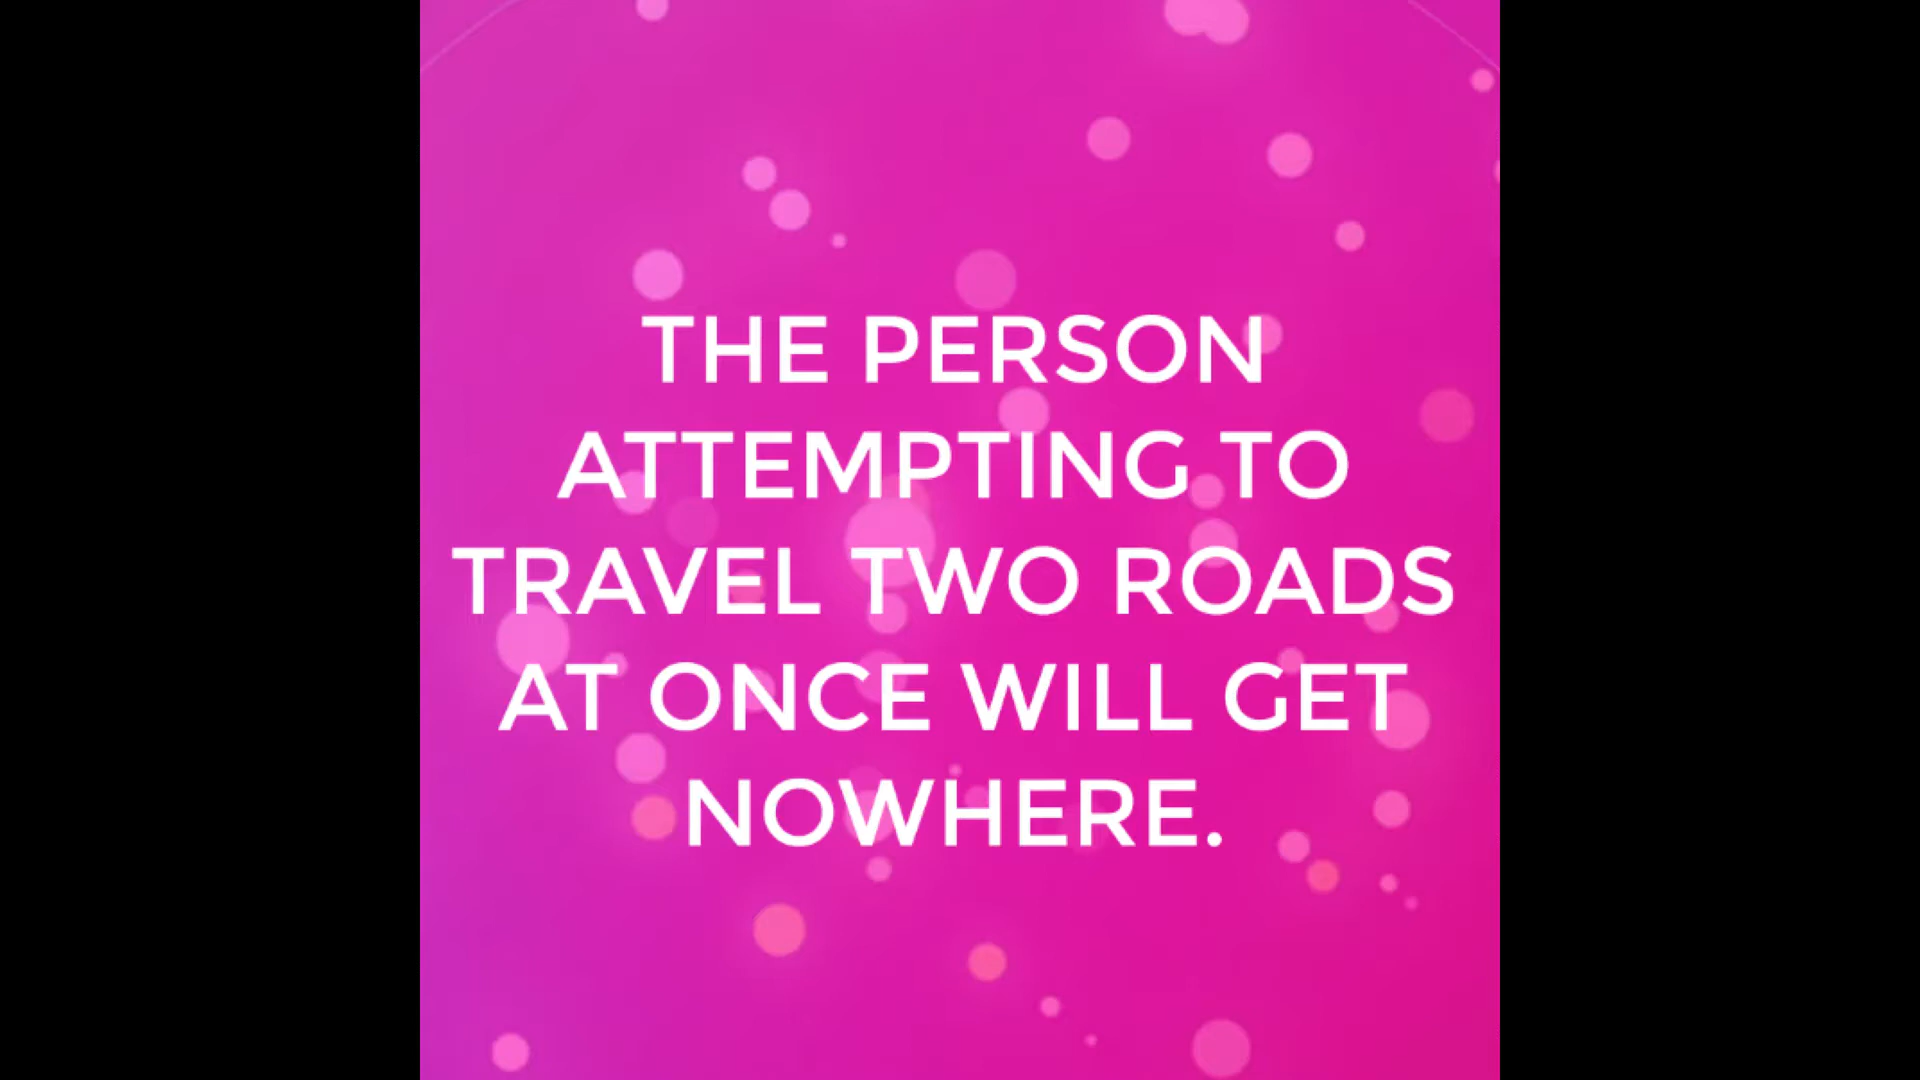 THE PERSON
ATTEMPTING TO
TRAVEL TWO ROADS
AT ONCE WILL GET
NOWHERE.